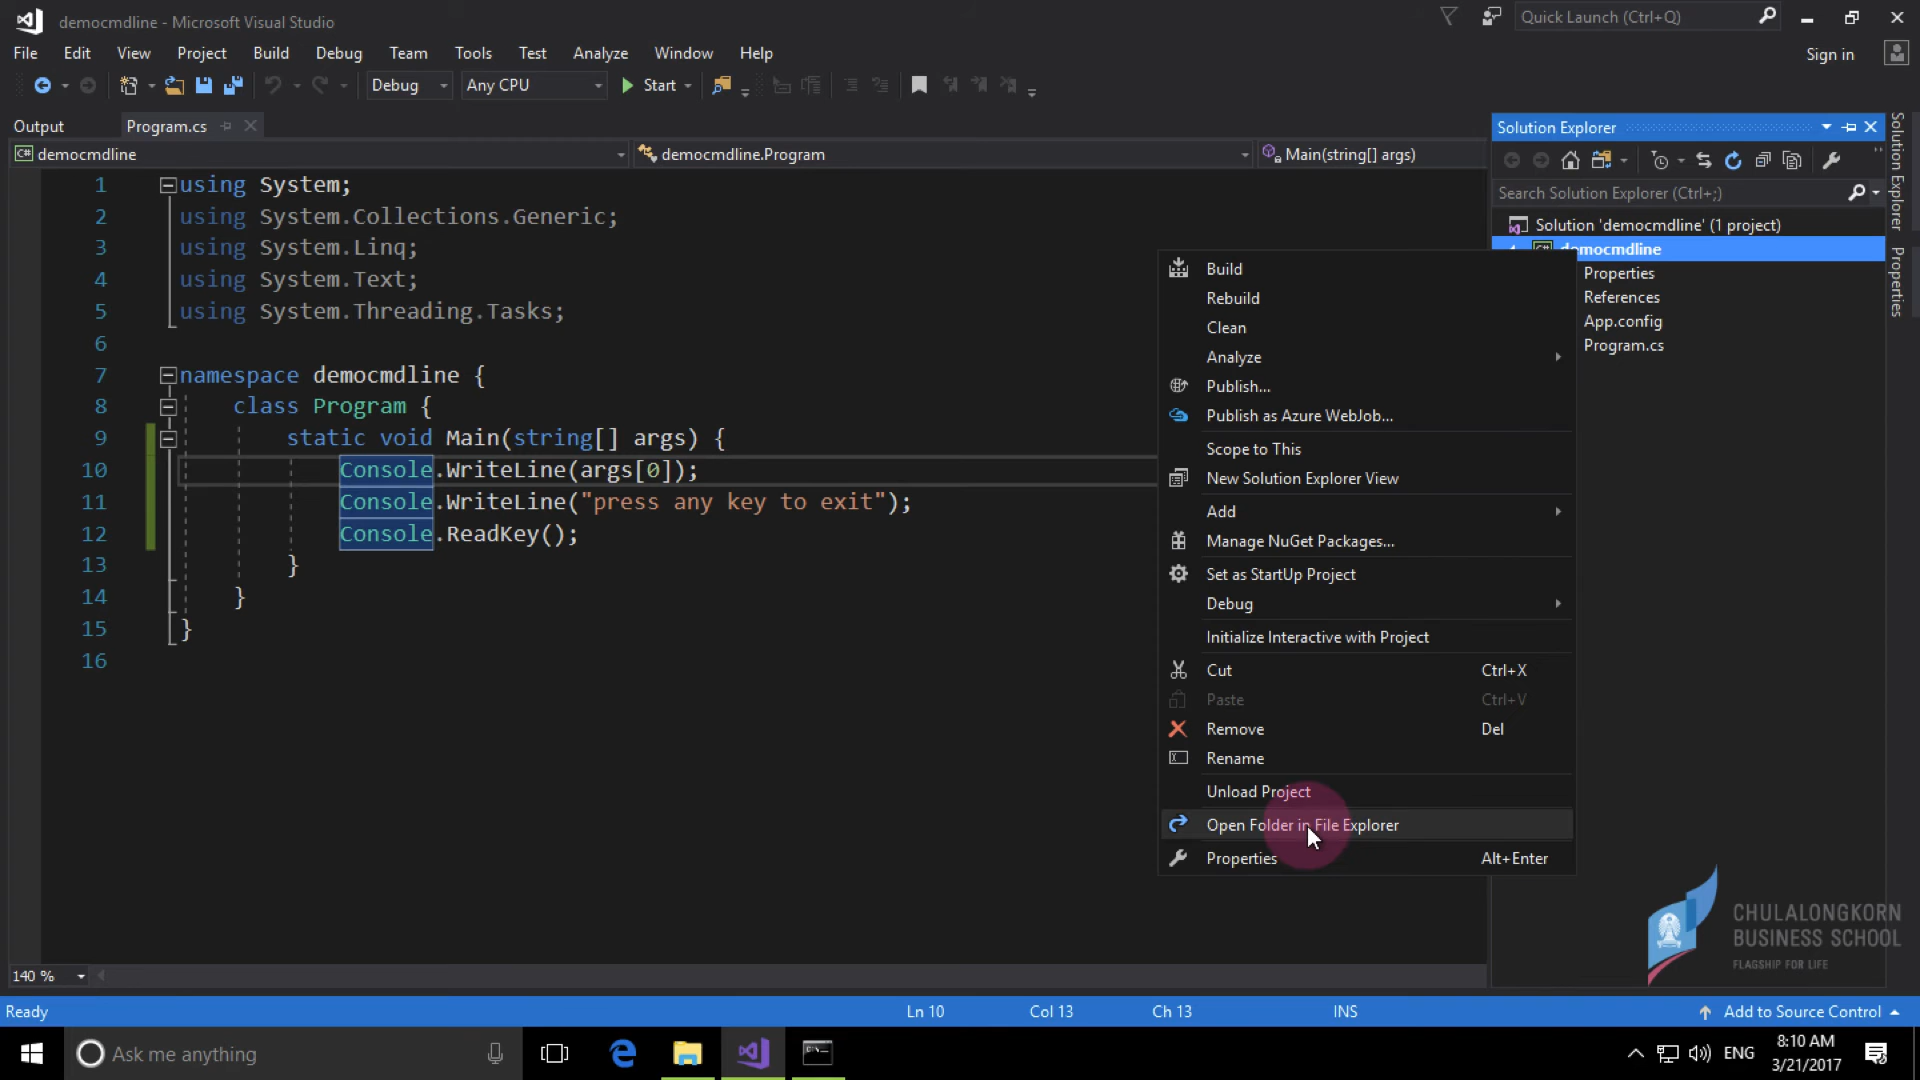 democmdline - Microsoft Visual Studio
Quick Launch (Ctrl+Q)
File Edit View Project Build Debug Team Tools Test Analyze Window Help
Sign in
Debug Any CPU Start
Output Program.cs
democmdline democmdline.Program Main(string[] args)
1 using System;
2 using System.Collections.Generic;
3 using System.Linq;
4 using System.Text;
5 using System.Threading.Tasks;
6
7 namespace democmdline {
8 class Program {
9 static void Main(string[] args) {
10 Console.WriteLine(args[0]);
11 Console.WriteLine("press any key to exit");
12 Console.ReadKey();
13 }
14 }
15 }
16
Solution Explorer
Search Solution Explorer (Ctrl+;)
Solution 'democmdline' (1 project)
democmdline
Properties
References
App.config
Program.cs
Solution Explorer
Properties
Build
Rebuild
Clean
Analyze
Publish...
Publish as Azure WebJob...
Scope to This
New Solution Explorer View
Add
Manage NuGet Packages...
Set as StartUp Project
Debug
Initialize Interactive with Project
Cut Ctrl+X
Paste Ctrl+V
Remove Del
Rename
Unload Project
Open Folder in File Explorer
Properties Alt+Enter
CHULALONGKORN
BUSINESS SCHOOL
FLAGSHIP FOR LIFE
140 %
Ready Ln 10 Col 13 Ch 13 INS Add to Source Control
Ask me anything
ENG
8:10 AM
3/21/2017